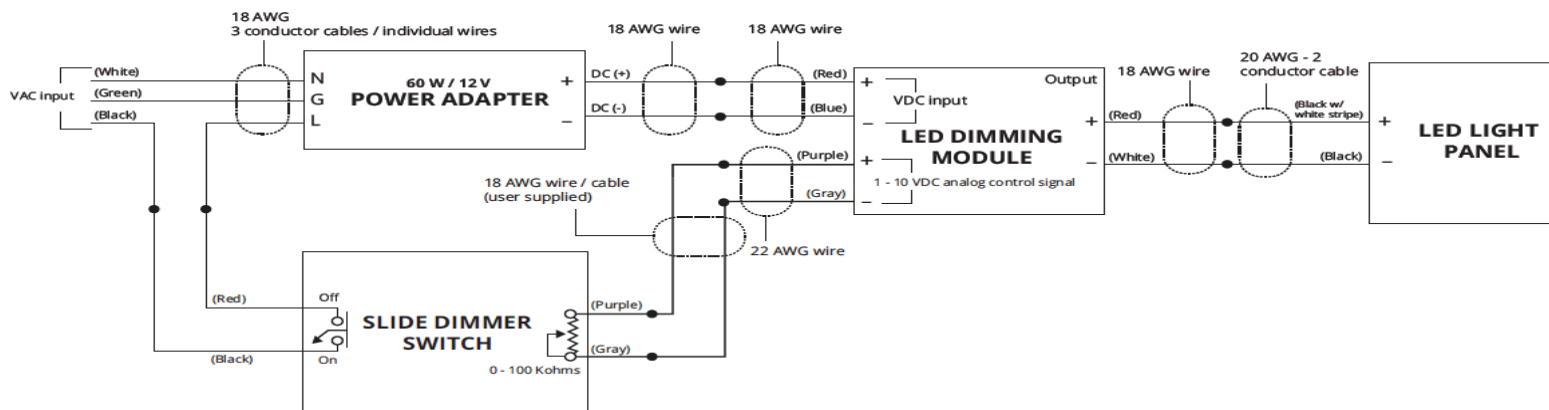 18 AWG
3 conductor cables / individual wires
18 AWG wire
18 AWG wire
18 AWG wire
20 AWG - 2
conductor cable
VAC input
(White)
(Green)
(Black)
N
G
L
60 W / 12 V
POWER ADAPTER
+
–
DC (+)
DC (-)
(Red)
(Blue)
(Purple)
(Gray)
+
–
VDC input
Output
LED DIMMING
MODULE
+
–
1 - 10 VDC analog control signal
+
–
(Red)
(White)
(Black w/
white stripe)
(Black)
+
–
LED LIGHT
PANEL
18 AWG wire / cable
(user supplied)
22 AWG wire
(Red)
(Black)
Off
On
SLIDE DIMMER
SWITCH
0 - 100 Kohms
(Purple)
(Gray)